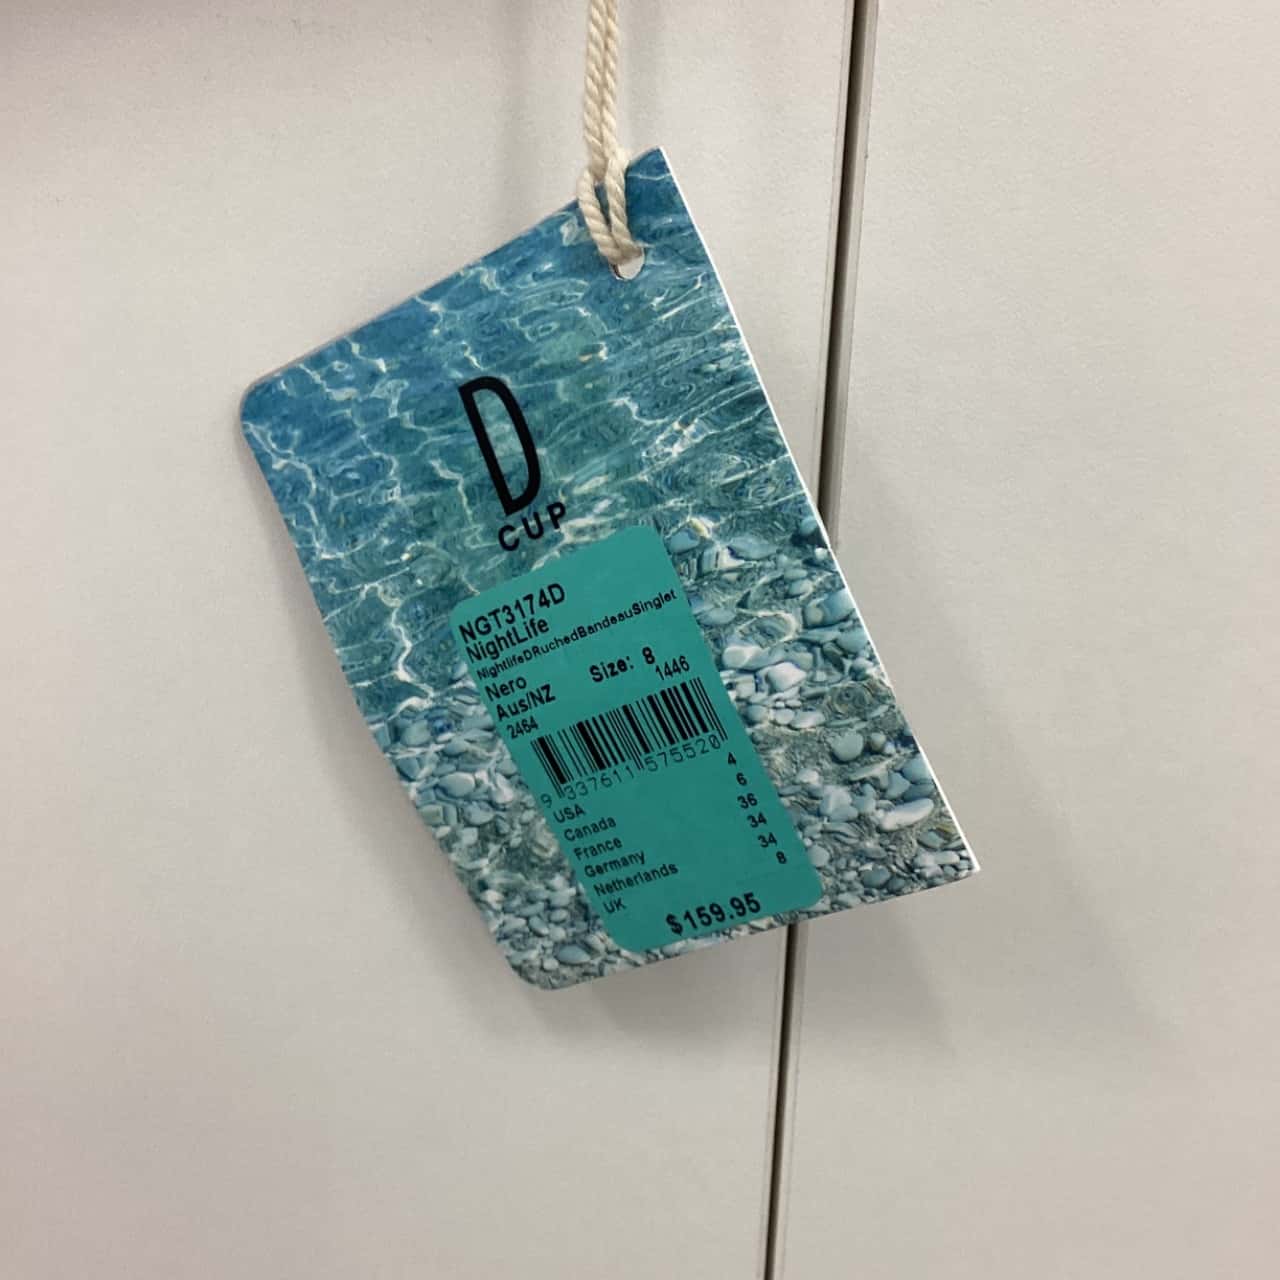 D
CUP
NGT3174D
NightLife
NightlifeDRuchedBandeauSinglet
Nero Size: 8
Aus/NZ 1446
2464
9 337611 575520
USA 4
Canada 6
France 36
Germany 34
Netherlands 34
UK 8
$159.95